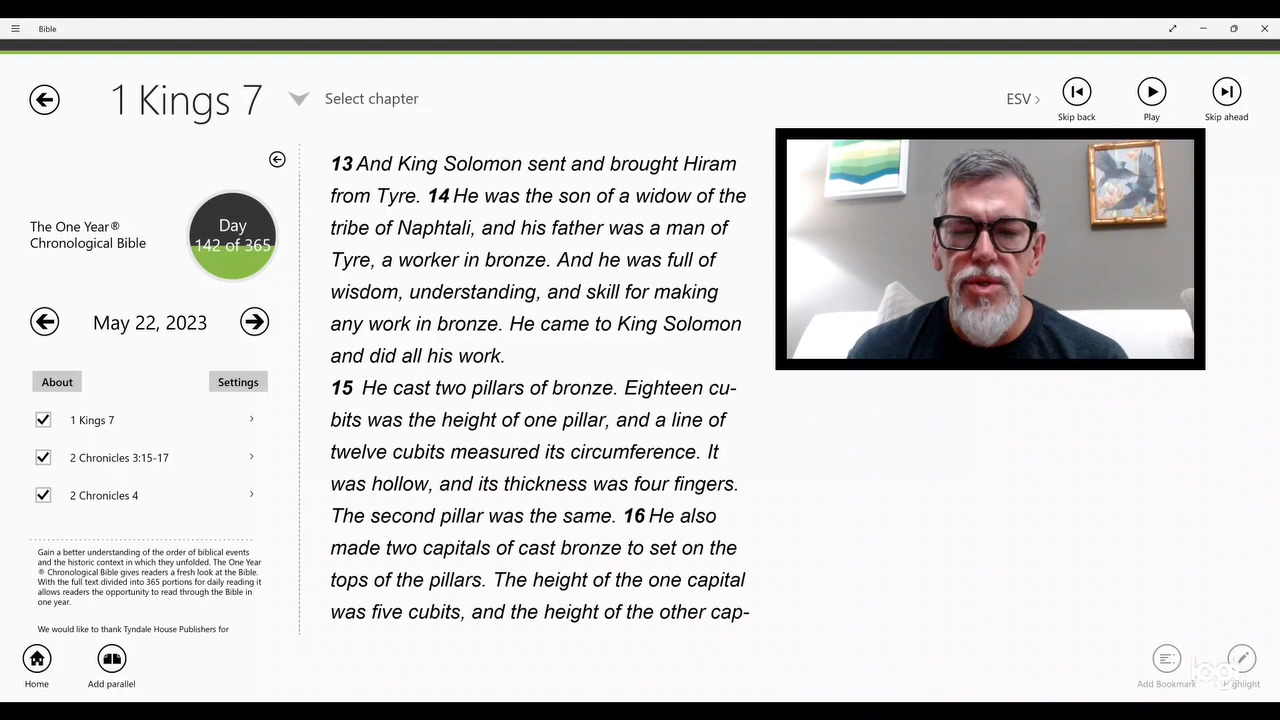 Bible
1 Kings 7
Select chapter
ESV
Skip back
Play
Skip ahead
The One Year®
Chronological Bible
Day
142 of 365
May 22, 2023
About
Settings
1 Kings 7
2 Chronicles 3:15-17
2 Chronicles 4
Gain a better understanding of the order of biblical events
and the historic context in which they unfolded. The One Year
® Chronological Bible gives readers a fresh look at the Bible.
With the full text divided into 365 portions for daily reading it
allows readers the opportunity to read through the Bible in
one year.
We would like to thank Tyndale House Publishers for
13 And King Solomon sent and brought Hiram
from Tyre. 14 He was the son of a widow of the
tribe of Naphtali, and his father was a man of
Tyre, a worker in bronze. And he was full of
wisdom, understanding, and skill for making
any work in bronze. He came to King Solomon
and did all his work.
15 He cast two pillars of bronze. Eighteen cu-
bits was the height of one pillar, and a line of
twelve cubits measured its circumference. It
was hollow, and its thickness was four fingers.
The second pillar was the same. 16 He also
made two capitals of cast bronze to set on the
tops of the pillars. The height of the one capital
was five cubits, and the height of the other cap-
Home
Add parallel
Add Bookmark
Highlight
logi